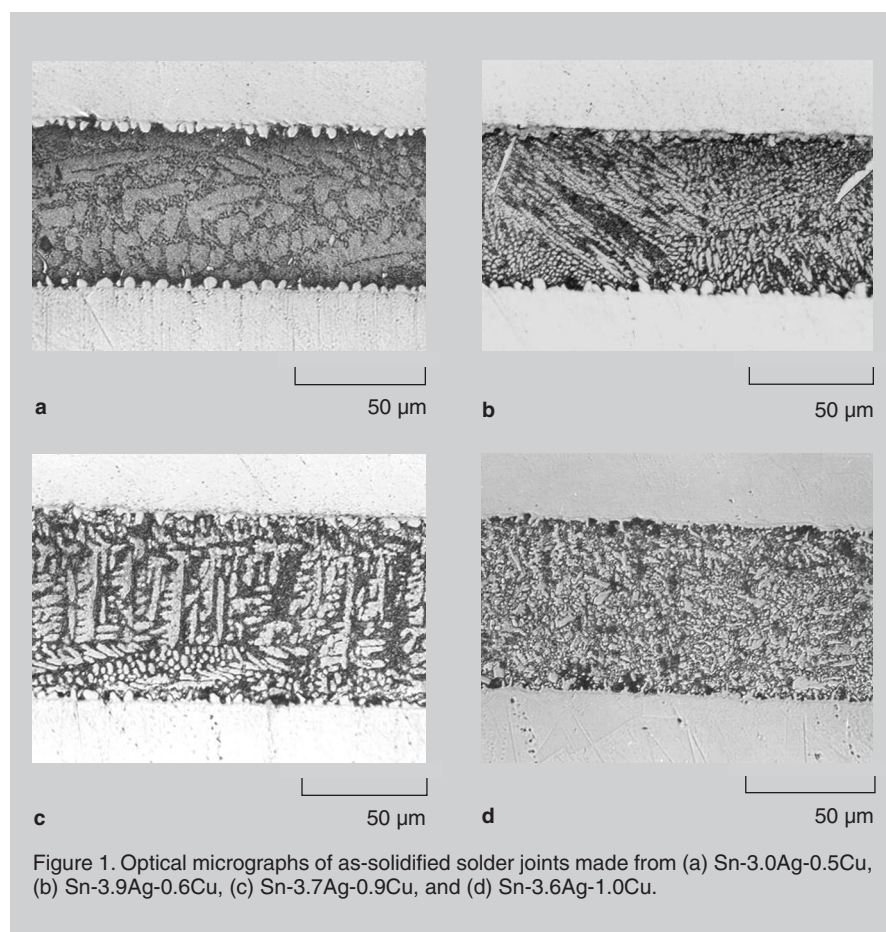 a
50 µm
b
50 µm
c
50 µm
d
50 µm
Figure 1. Optical micrographs of as-solidified solder joints made from (a) Sn-3.0Ag-0.5Cu,
(b) Sn-3.9Ag-0.6Cu, (c) Sn-3.7Ag-0.9Cu, and (d) Sn-3.6Ag-1.0Cu.